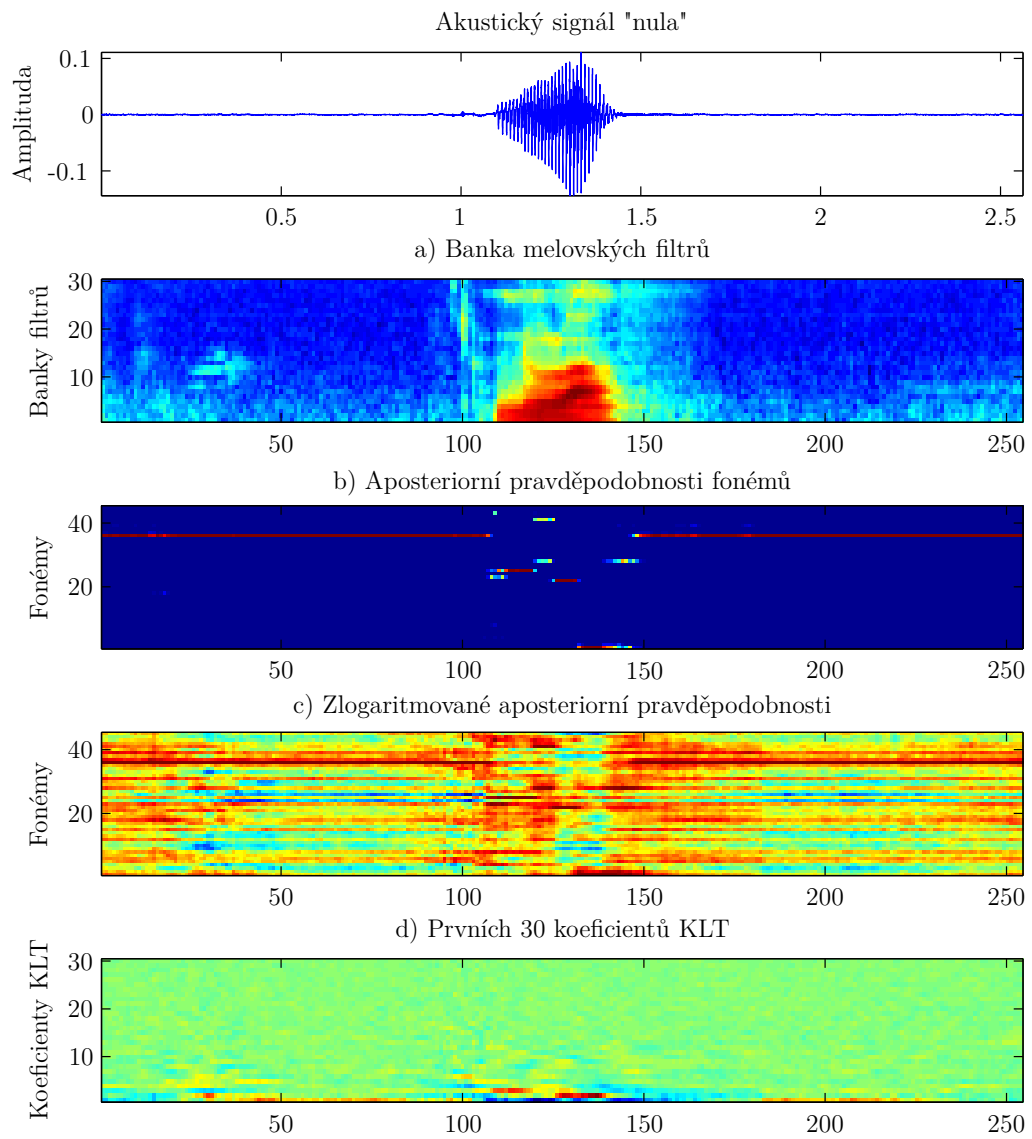 Akustický signál "nula"
Amplituda
0.1
0
-0.1
0.5 1 1.5 2 2.5
a) Banka melovských filtrů
Banky filtrů
30
20
10
50 100 150 200 250
b) Aposteriorní pravděpodobnosti fonémů
Fonémy
40
20
50 100 150 200 250
c) Zlogaritmované aposteriorní pravděpodobnosti
Fonémy
40
20
50 100 150 200 250
d) Prvních 30 koeficientů KLT
Koeficienty KLT
30
20
10
50 100 150 200 250